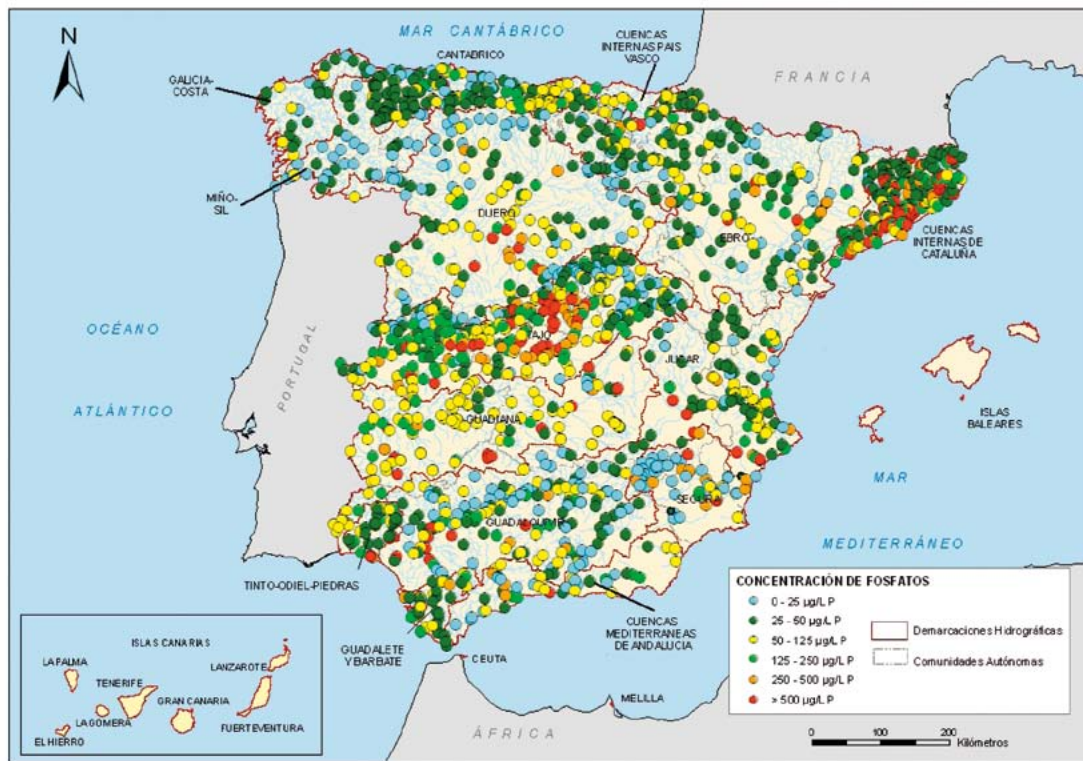 N
MAR CANTÁBRICO
CANTABRICO
CUENCAS
INTERNAS PAIS
VASCO
FRANCIA
GALICIA-
COSTA
MIÑO-
SIL
DUERO
EBRO
CUENCAS
INTERNAS DE
CATALUÑA
OCÉANO
ATLÁNTICO
PORTUGAL
TAJO
JUCAR
GUADIANA
ISLAS
BALEARES
MAR
MEDITERRÁNEO
SEGURA
GUADALQUIVIR
TINTO-ODIEL-PIEDRAS
GUADALETE
Y BARBATE
CUENCAS
MEDITERRANEAS
DE ANDALUCIA
CEUTA
MELILLA
ÁFRICA
ISLAS CANARIAS
LA PALMA
TENERIFE
LANZAROTE
GRAN CANARIA
LA GOMERA
EL HIERRO
FUERTEVENTURA
CONCENTRACIÓN DE FOSFATOS
0 - 25 µg/L P
25 - 50 µg/L P
50 - 125 µg/L P
125 - 250 µg/L P
250 - 500 µg/L P
> 500 µg/L P
Demarcaciones Hidrográficas
Comunidades Autónomas
0 50 100 200
Kilómetros